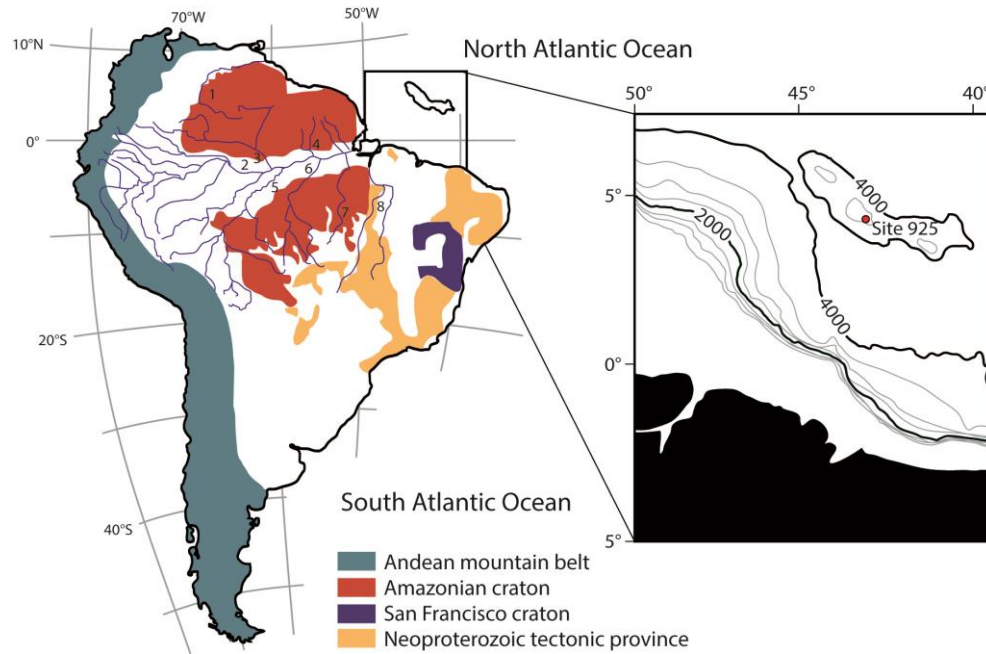 70°W
50°W
10°N
North Atlantic Ocean
50°
45°
40°
1
0°
4
3
2
6
5
7
8
5°
4000
Site 925
2000
4000
20°S
0°
South Atlantic Ocean
40°S
5°
Andean mountain belt
Amazonian craton
San Francisco craton
Neoproterozoic tectonic province